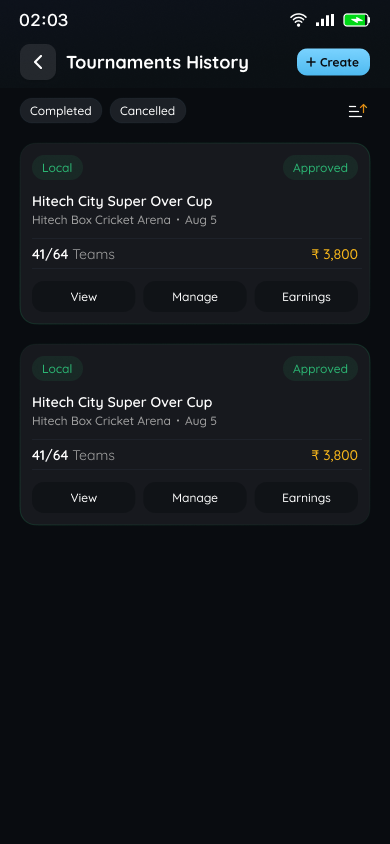 02:03
Tournaments History
+ Create
Completed Cancelled
Local Approved
Hitech City Super Over Cup
Hitech Box Cricket Arena • Aug 5
41/64 Teams ₹ 3,800
View Manage Earnings
Local Approved
Hitech City Super Over Cup
Hitech Box Cricket Arena • Aug 5
41/64 Teams ₹ 3,800
View Manage Earnings